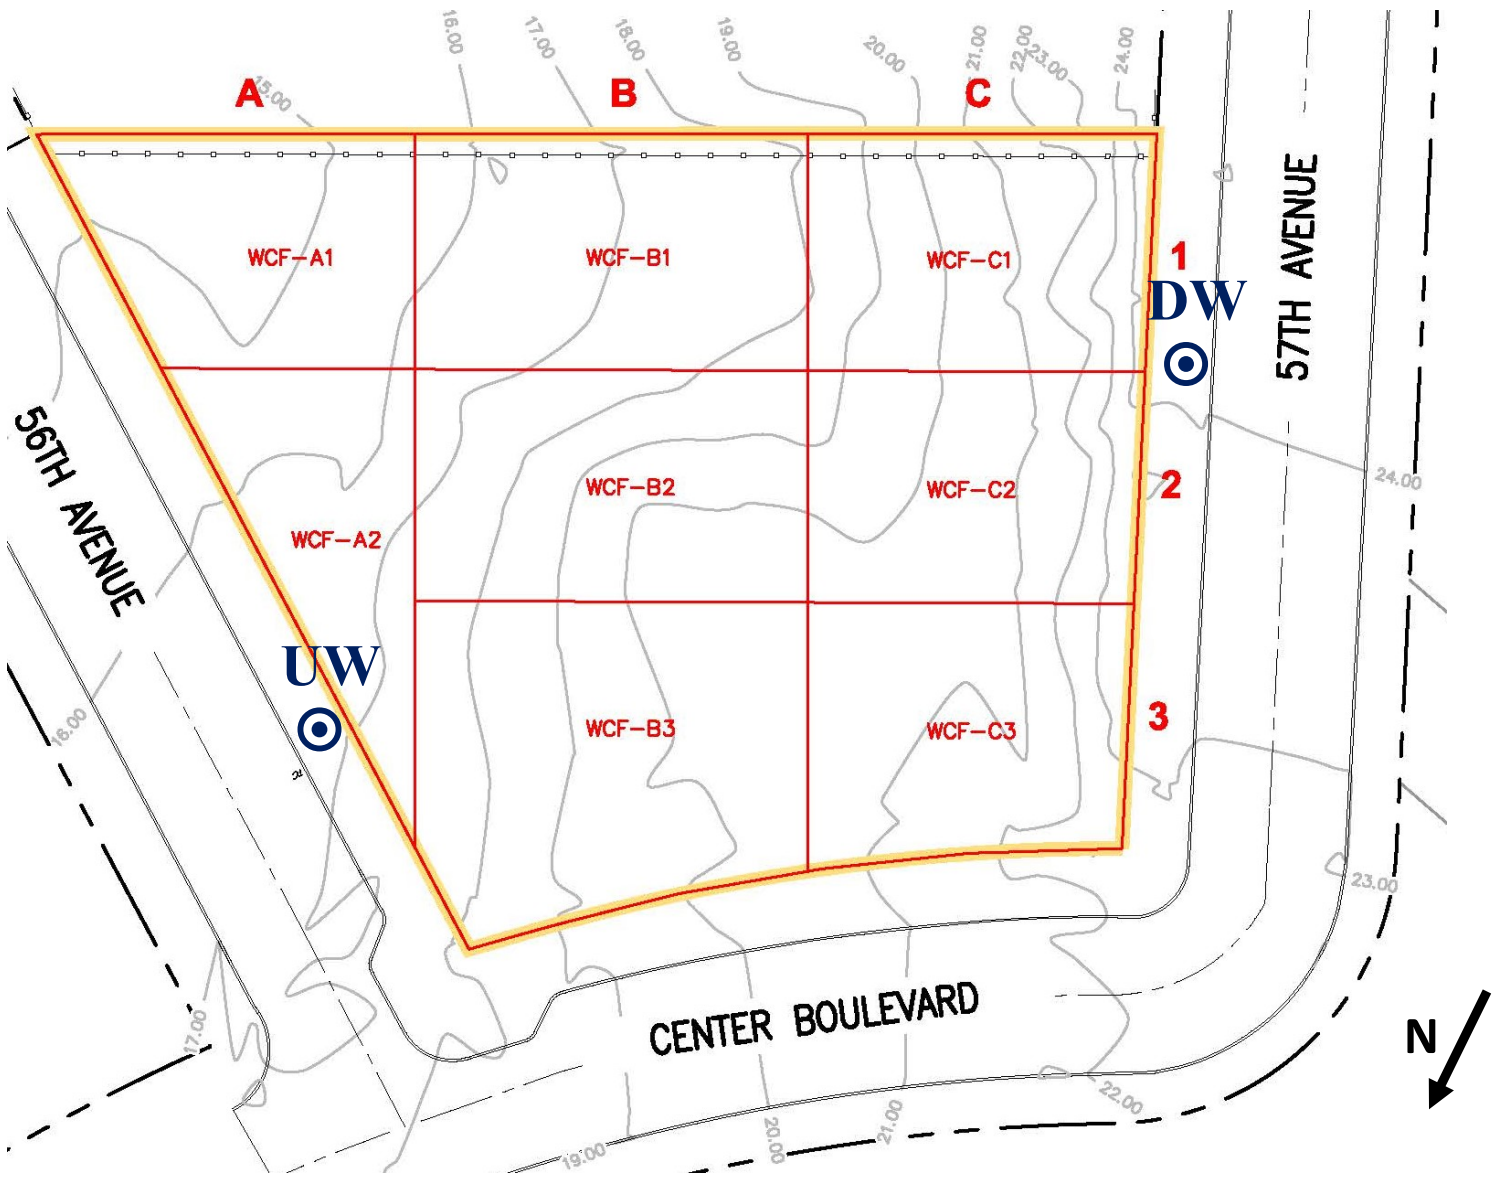 16.00
17.00
18.00
19.00
20.00
21.00
22.00
23.00
24.00
A
15.00
B
C
57TH AVENUE
WCF-A1
WCF-B1
WCF-C1
1
DW
56TH AVENUE
WCF-A2
WCF-B2
WCF-C2
2
24.00
UW
16.00
WCF-B3
WCF-C3
3
23.00
17.00
CENTER BOULEVARD
N
22.00
21.00
20.00
19.00